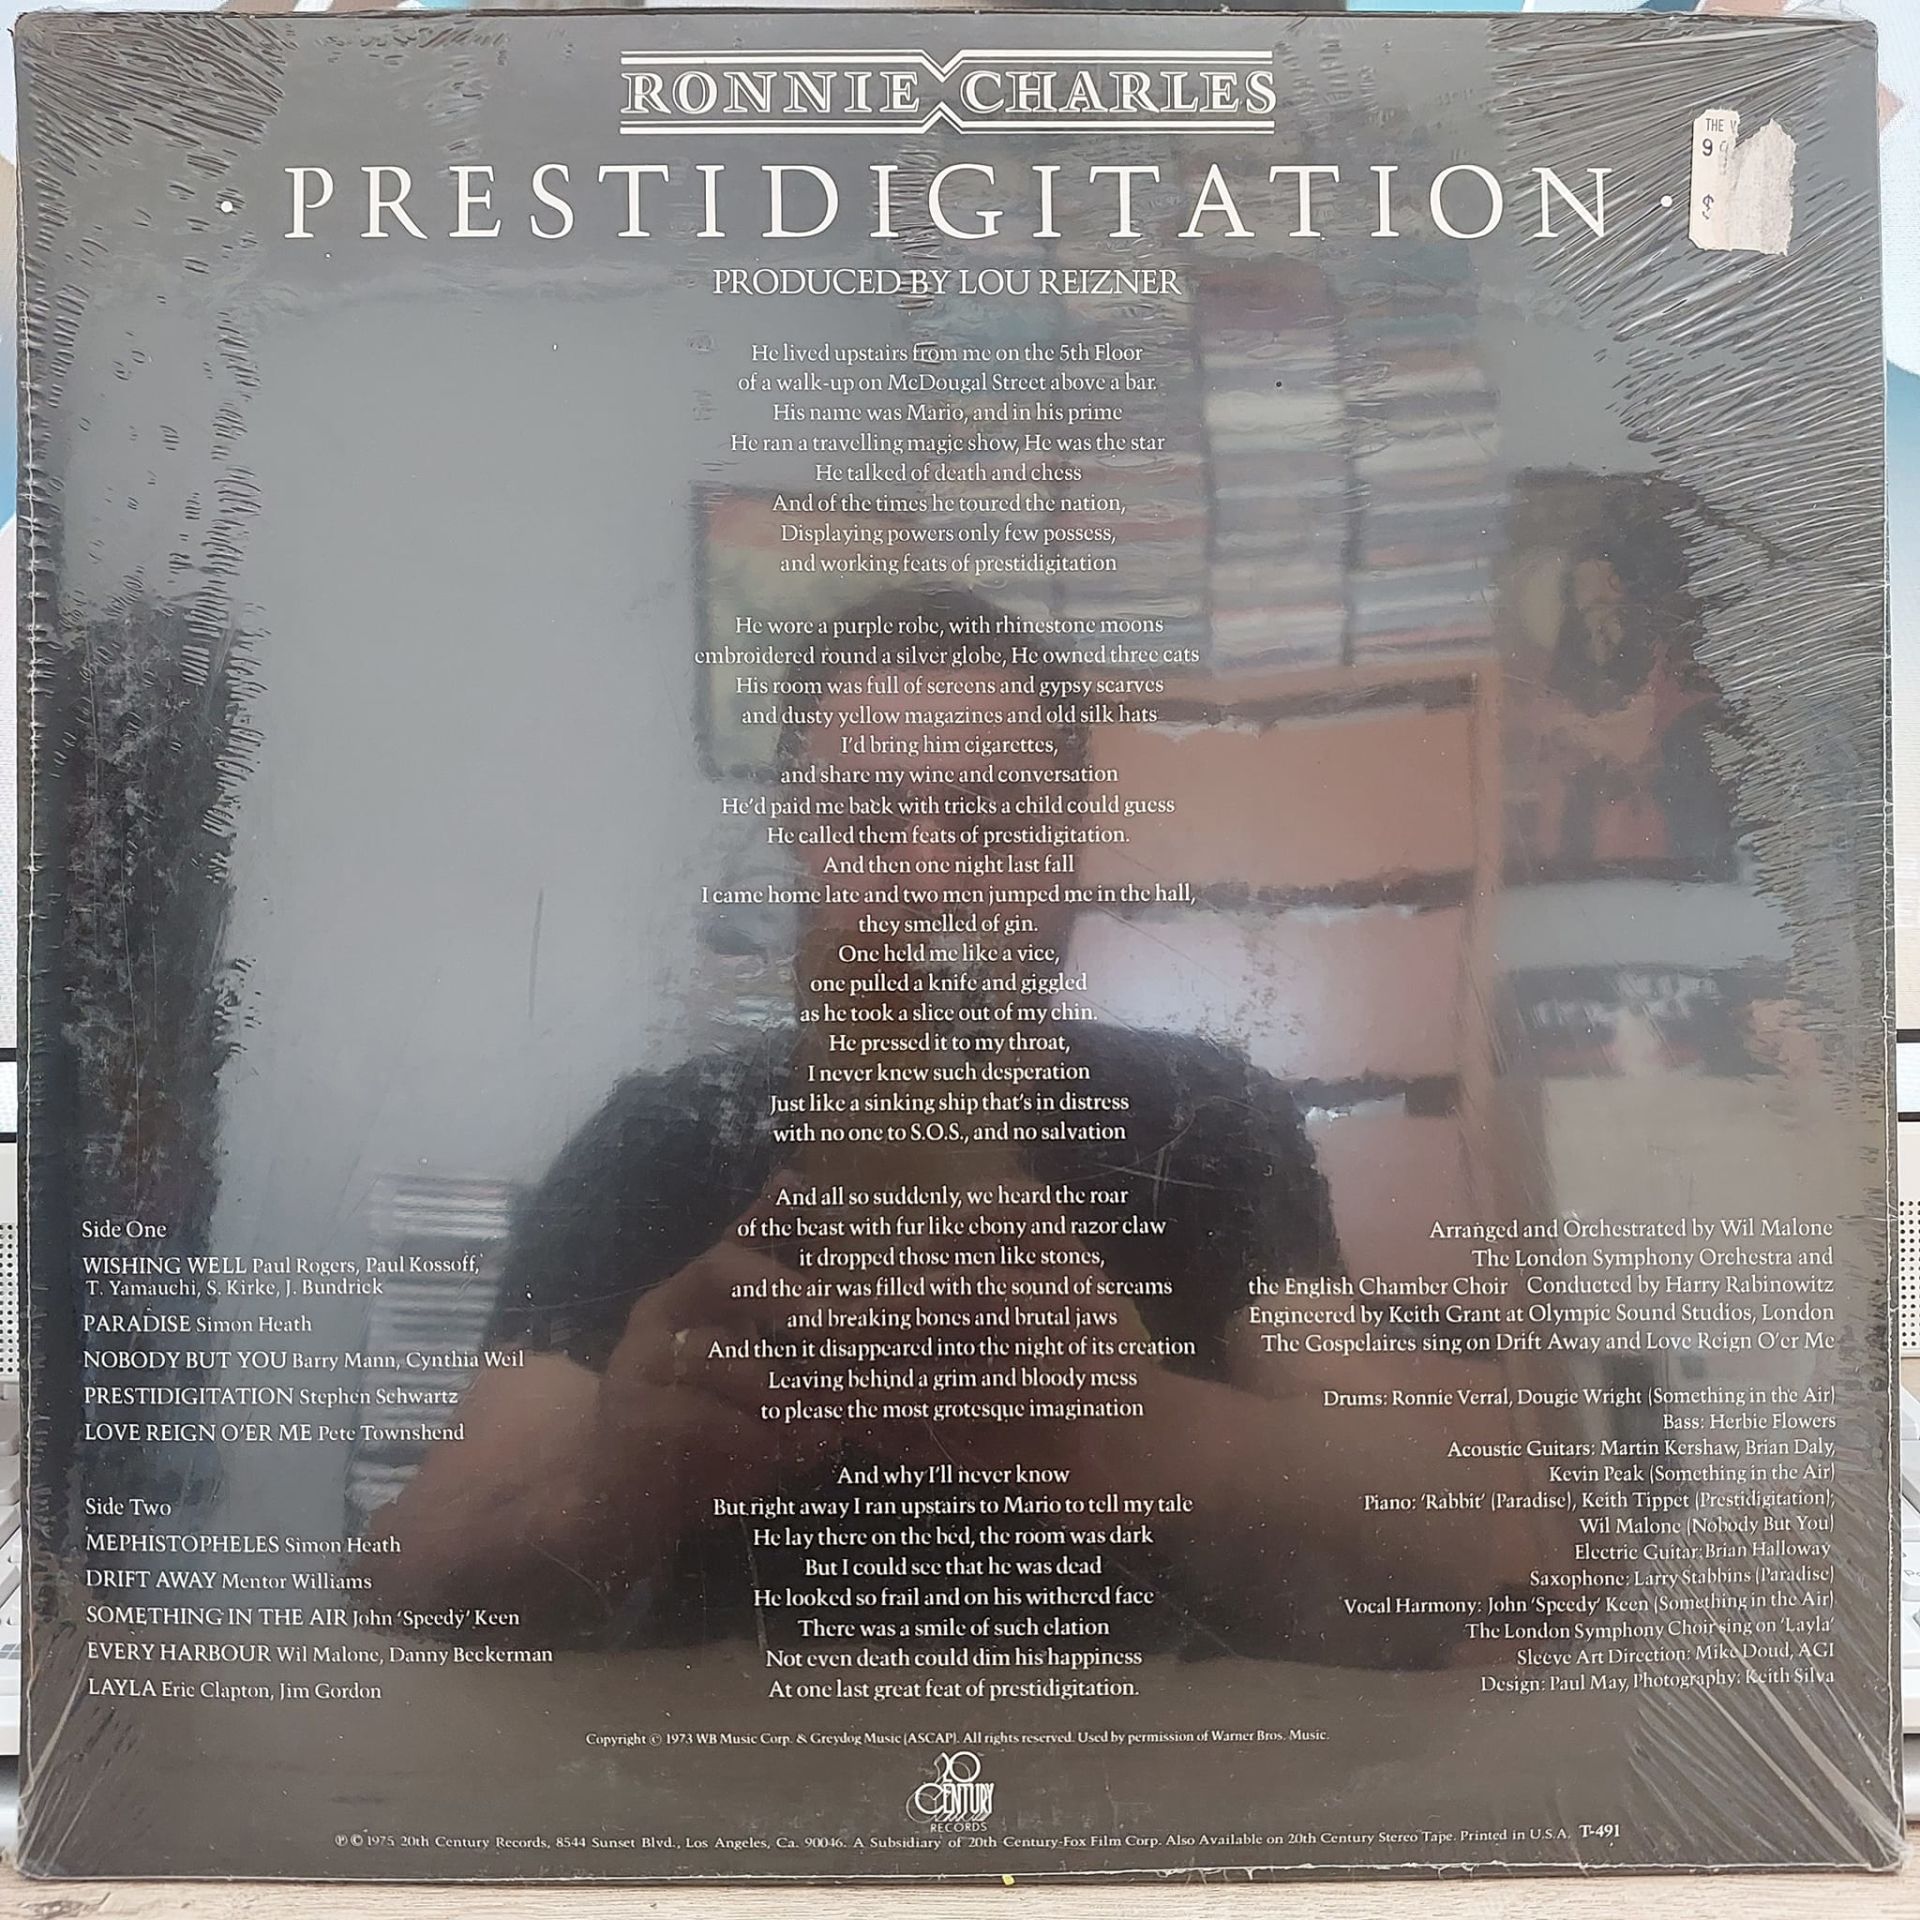 RONNIE CHARLES
THE
9
$
· PRESTIDIGITATION ·
PRODUCED BY LOU REIZNER
He lived upstairs from me on the 5th Floor
of a walk-up on McDougal Street above a bar.
His name was Mario, and in his prime
He ran a travelling magic show, He was the star
He talked of death and chess
And of the times he toured the nation,
Displaying powers only few possess,
and working feats of prestidigitation
He wore a purple robe, with rhinestone moons
embroidered round a silver globe, He owned three cats
His room was full of screens and gypsy scarves
and dusty yellow magazines and old silk hats
I'd bring him cigarettes,
and share my wine and conversation
He'd paid me back with tricks a child could guess
He called them feats of prestidigitation.
And then one night last fall
I came home late and two men jumped me in the hall,
they smelled of gin.
One held me like a vice,
one pulled a knife and giggled
as he took a slice out of my chin.
He pressed it to my throat,
I never knew such desperation
Just like a sinking ship that's in distress
with no one to S.O.S., and no salvation
And all so suddenly, we heard the roar
of the beast with fur like ebony and razor claw
it dropped those men like stones,
and the air was filled with the sound of screams
and breaking bones and brutal jaws
And then it disappeared into the night of its creation
Leaving behind a grim and bloody mess
to please the most grotesque imagination
And why I'll never know
But right away I ran upstairs to Mario to tell my tale
He lay there on the bed, the room was dark
But I could see that he was dead
He looked so frail and on his withered face
There was a smile of such elation
Not even death could dim his happiness
At one last great feat of prestidigitation.
Side One
WISHING WELL Paul Rogers, Paul Kossoff,
T. Yamauchi, S. Kirke, J. Bundrick
PARADISE Simon Heath
NOBODY BUT YOU Barry Mann, Cynthia Weil
PRESTIDIGITATION Stephen Schwartz
LOVE REIGN O'ER ME Pete Townshend
Side Two
MEPHISTOPHELES Simon Heath
DRIFT AWAY Mentor Williams
SOMETHING IN THE AIR John 'Speedy' Keen
EVERY HARBOUR Wil Malone, Danny Beckerman
LAYLA Eric Clapton, Jim Gordon
Arranged and Orchestrated by Wil Malone
The London Symphony Orchestra and
the English Chamber Choir Conducted by Harry Rabinowitz
Engineered by Keith Grant at Olympic Sound Studios, London
The Gospelaires sing on Drift Away and Love Reign O'er Me
Drums: Ronnie Verral, Dougie Wright (Something in the Air)
Bass: Herbie Flowers
Acoustic Guitars: Martin Kershaw, Brian Daly,
Kevin Peak (Something in the Air)
Piano: 'Rabbit' (Paradise), Keith Tippet (Prestidigitation);
Wil Malone (Nobody But You)
Electric Guitar: Brian Halloway
Saxophone: Larry Stabbins (Paradise)
Vocal Harmony: John 'Speedy' Keen (Something in the Air)
The London Symphony Choir sing on 'Layla'
Sleeve Art Direction: Mike Doud, AGI
Design: Paul May, Photography: Keith Silva
Copyright © 1973 WB Music Corp. & Greydog Music (ASCAP). All rights reserved. Used by permission of Warner Bros. Music.
20
CENTURY
RECORDS
℗ © 1975 20th Century Records, 8544 Sunset Blvd., Los Angeles, Ca. 90046. A Subsidiary of 20th Century-Fox Film Corp. Also Available on 20th Century Stereo Tape. Printed in U.S.A. T-491